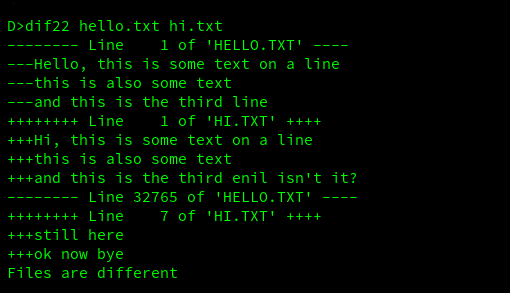 D>dif22 hello.txt hi.txt
-------- Line    1 of 'HELLO.TXT' ----
---Hello, this is some text on a line
---this is also some text
---and this is the third line
++++++++ Line    1 of 'HI.TXT' ++++
+++Hi, this is some text on a line
+++this is also some text
+++and this is the third enil isn't it?
-------- Line 32765 of 'HELLO.TXT' ----
++++++++ Line    7 of 'HI.TXT' ++++
+++still here
+++ok now bye
Files are different